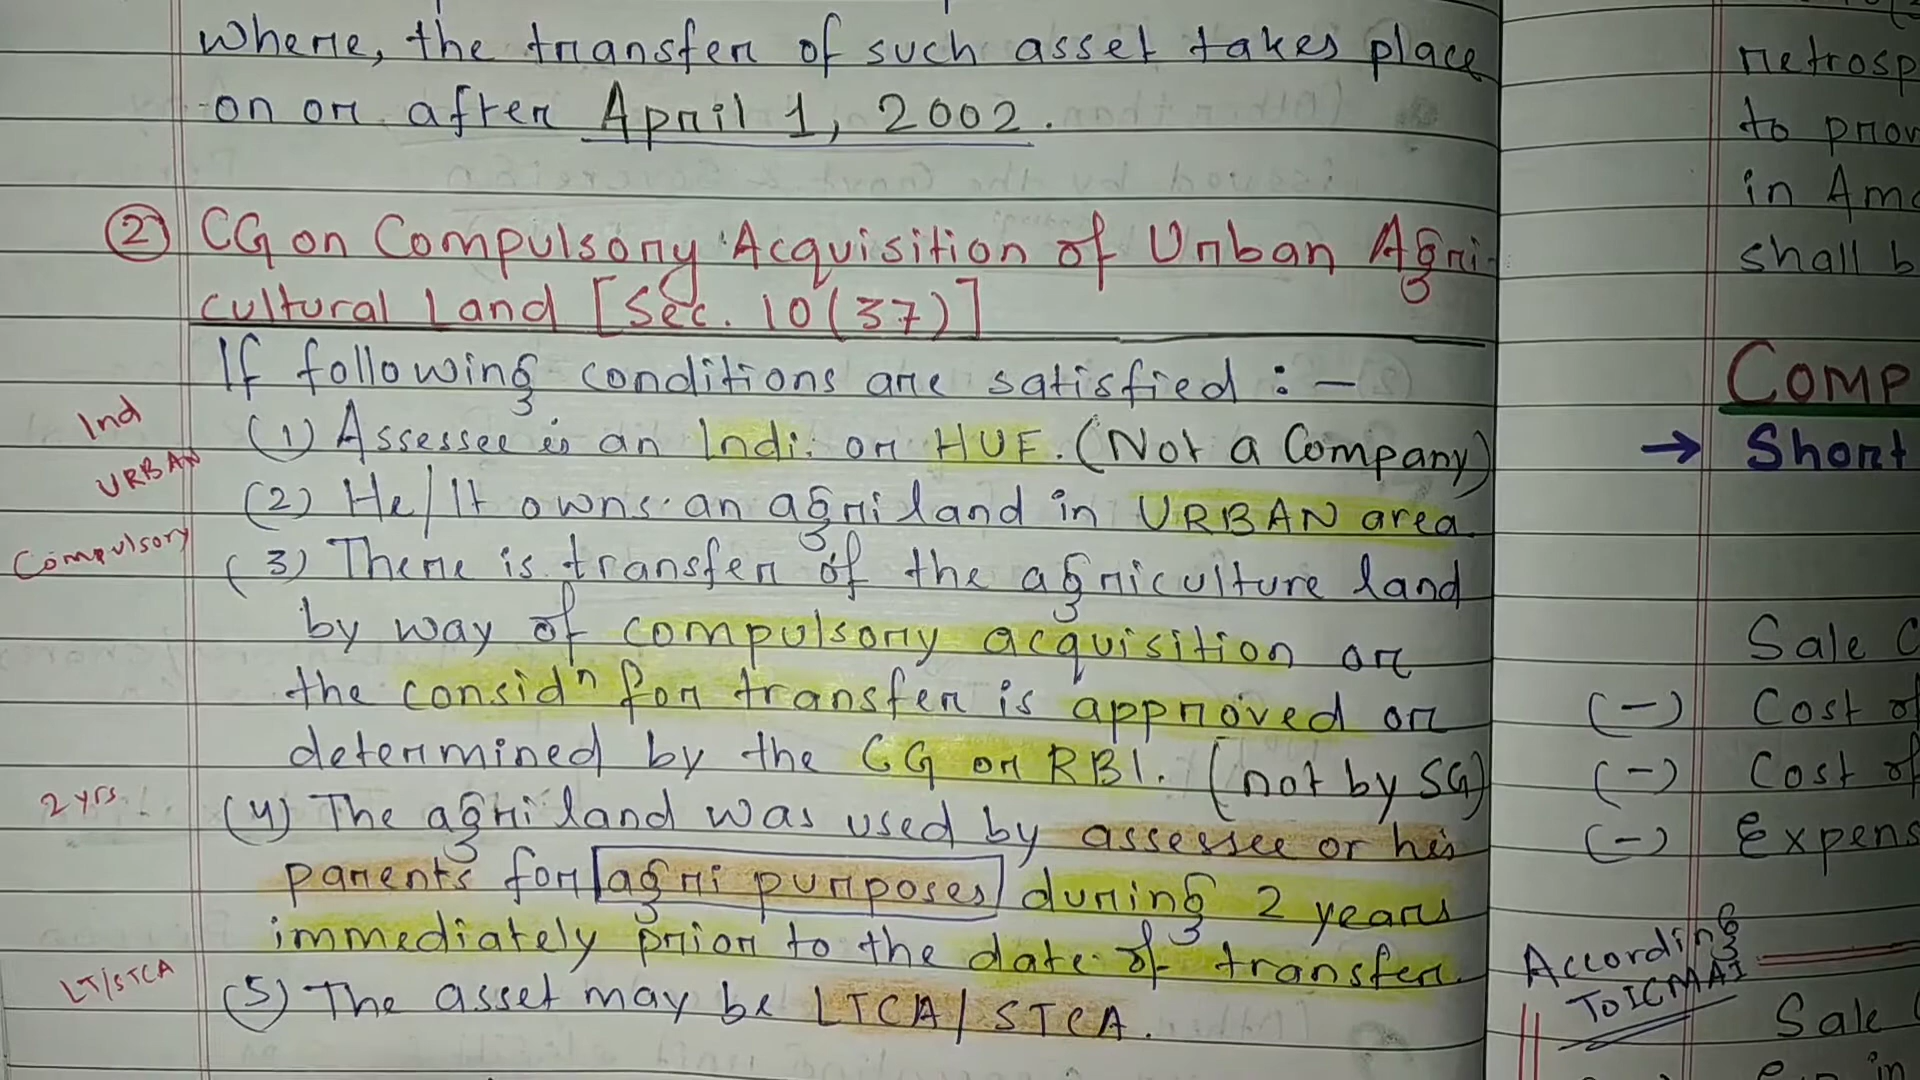 where, the transfer of such asset takes place
on or after April 1, 2002.
② CG on Compulsory Acquisition of Urban Agri-
cultural Land [Sec. 10(37)]
If following conditions are satisfied :-
Ind
(1) Assessee is an Indi. or HUF. (Not a Company)
URBAN
(2) He/It owns an agri land in URBAN area.
Compulsory
(3) There is transfer of the agriculture land
by way of compulsory acquisition or
the considn for transfer is approved or
determined by the CG or RBI. (not by SG)
2 yrs
(4) The agri land was used by assessee or his
parents for agri purposes during 2 years
immediately prior to the date of transfer.
LT/STCA
(5) The asset may be LTCA/STCA.
retrosp
to prov
in Am
shall b
Comp
→ Short
Sale C
(-) Cost of
(-) Cost of
(-) Expens
According
To ICMAI
Sale